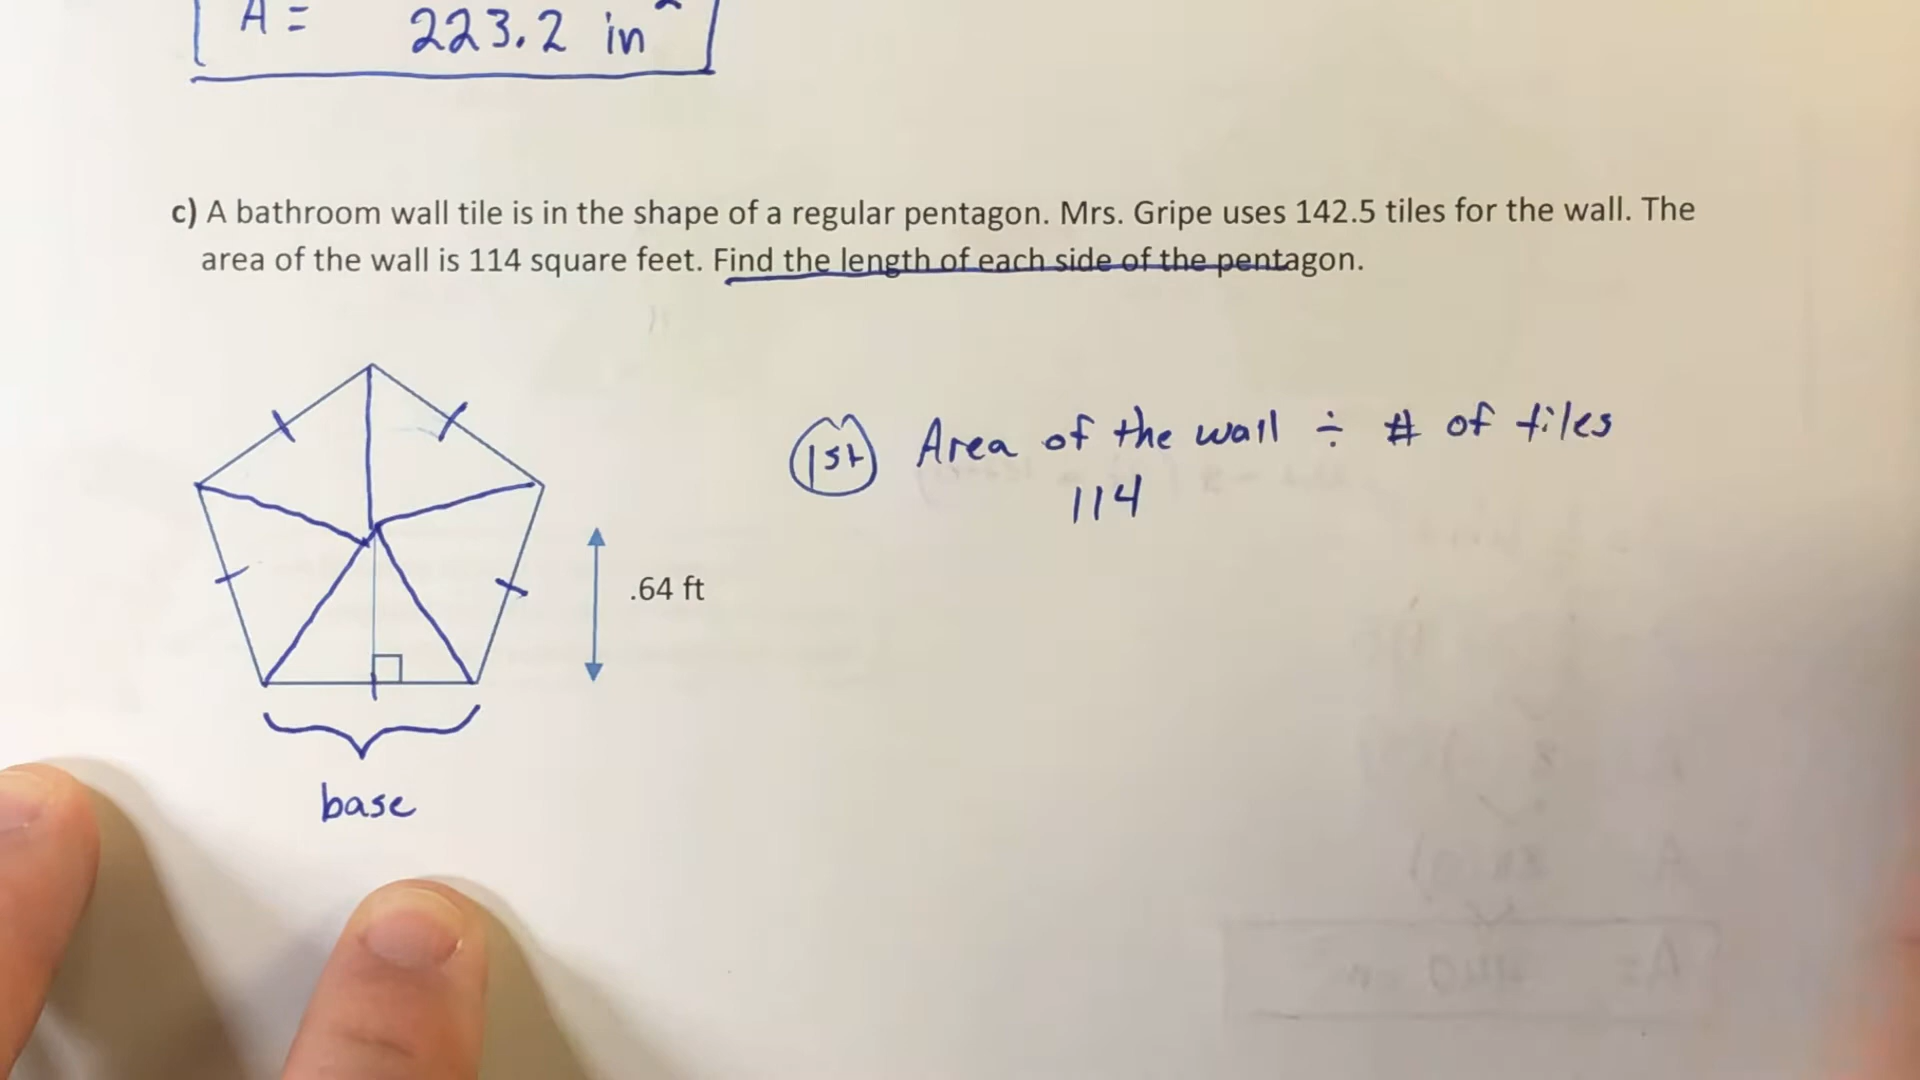 A = 223.2 in²
c) A bathroom wall tile is in the shape of a regular pentagon. Mrs. Gripe uses 142.5 tiles for the wall. The
area of the wall is 114 square feet. Find the length of each side of the pentagon.
1st Area of the wall ÷ # of tiles
114
.64 ft
base